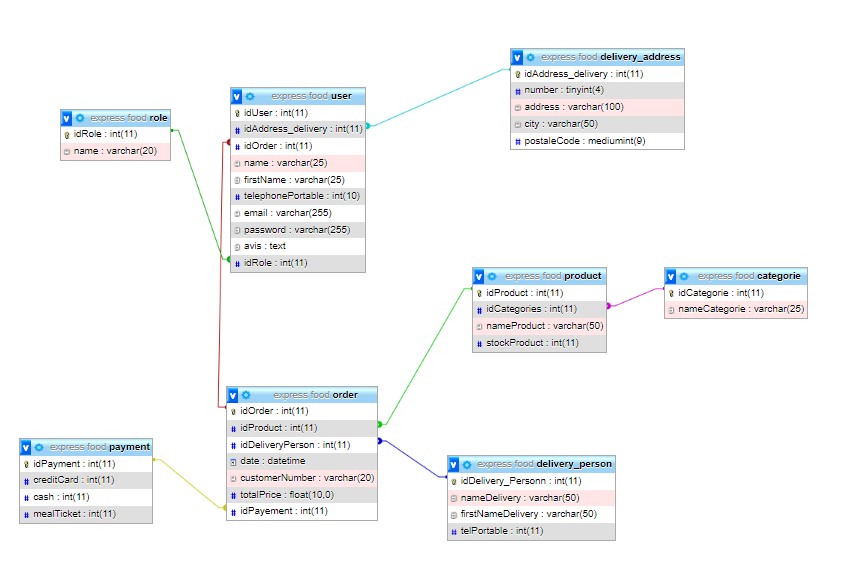 express food delivery_address
idAddress_delivery : int(11)
number : tinyint(4)
address : varchar(100)
city : varchar(50)
postaleCode : mediumint(9)
express food user
idUser : int(11)
idAddress_delivery : int(11)
idOrder : int(11)
name : varchar(25)
firstName : varchar(25)
telephonePortable : int(10)
email : varchar(255)
password : varchar(255)
avis : text
idRole : int(11)
express food role
idRole : int(11)
name : varchar(20)
express food product
idProduct : int(11)
idCategories : int(11)
nameProduct : varchar(50)
stockProduct : int(11)
express food categorie
idCategorie : int(11)
nameCategorie : varchar(25)
express food order
idOrder : int(11)
idProduct : int(11)
idDeliveryPerson : int(11)
date : datetime
customerNumber : varchar(20)
totalPrice : float(10,0)
idPayement : int(11)
express food payment
idPayment : int(11)
creditCard : int(11)
cash : int(11)
mealTicket : int(11)
express food delivery_person
idDelivery_Personn : int(11)
nameDelivery : varchar(50)
firstNameDelivery : varchar(50)
telPortable : int(11)